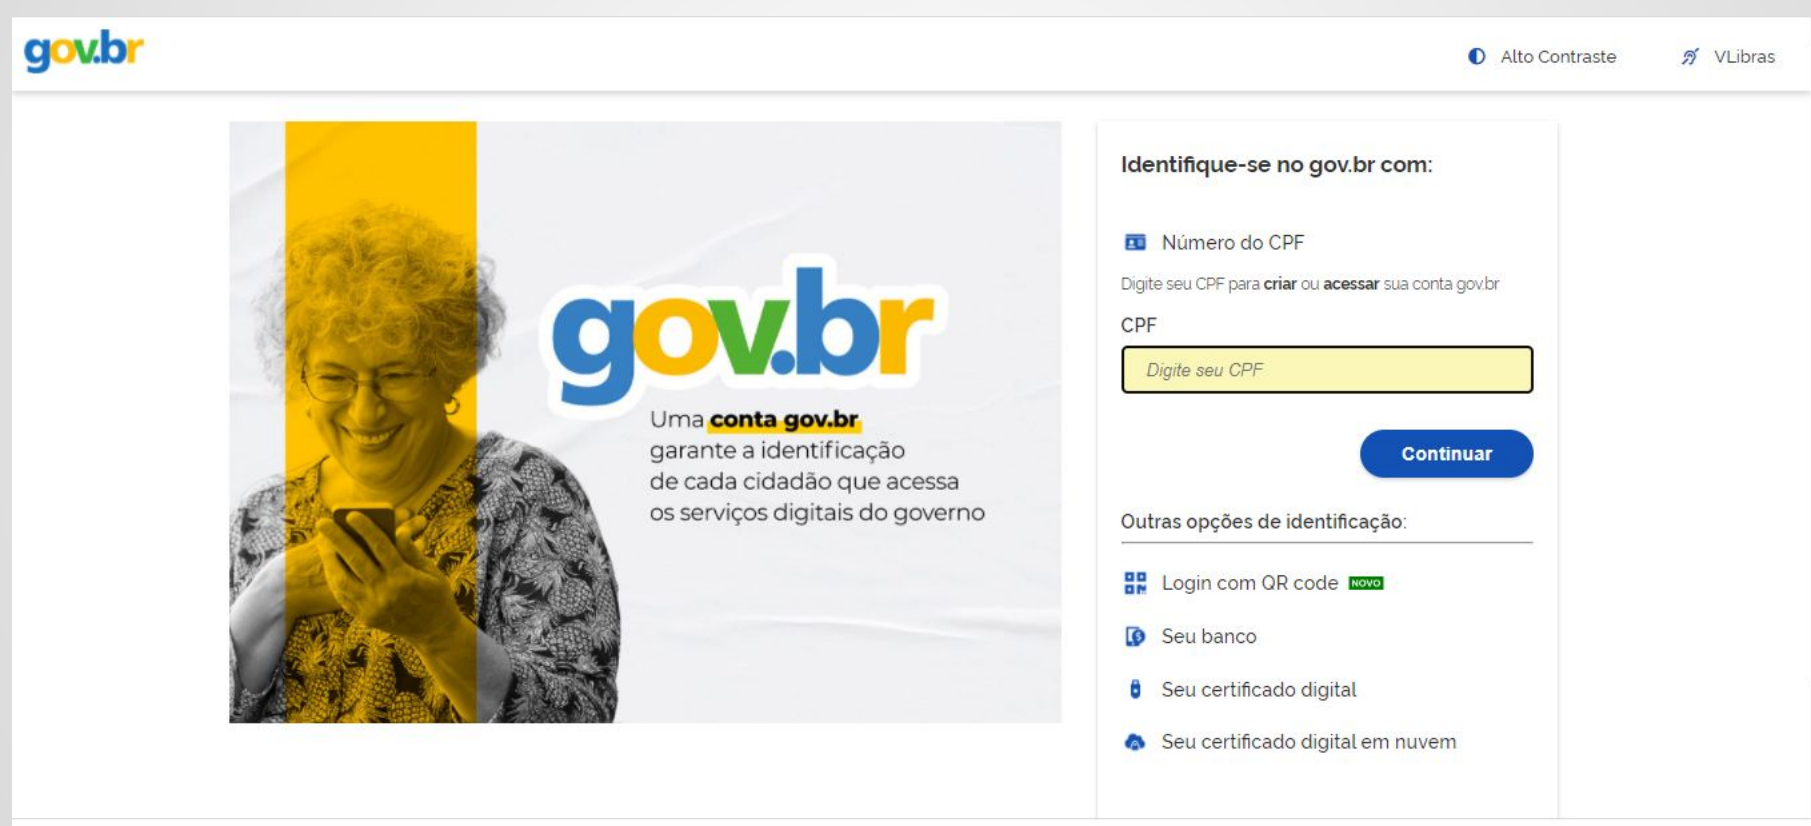 gov.br
Alto Contraste
VLibras
gov.br
Uma conta gov.br
garante a identificação
de cada cidadão que acessa
os serviços digitais do governo
Identifique-se no gov.br com:
Número do CPF
Digite seu CPF para criar ou acessar sua conta gov.br
CPF
Digite seu CPF
Continuar
Outras opções de identificação:
Login com QR code NOVO
Seu banco
Seu certificado digital
Seu certificado digital em nuvem